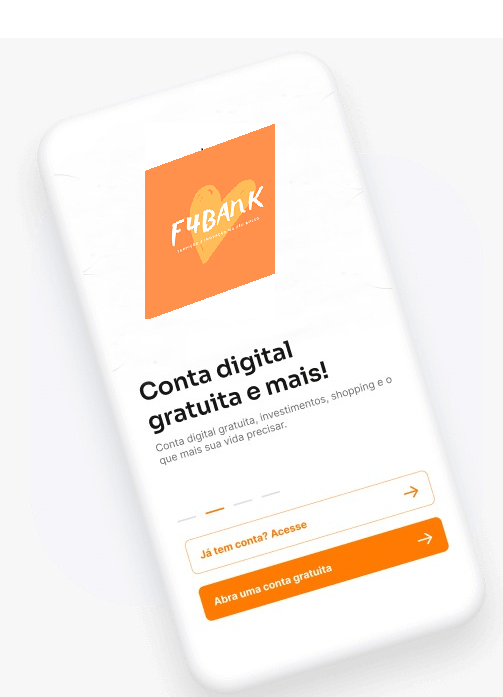 F4BANK
Conta digital
gratuita e mais!
Conta digital gratuita, investimentos, shopping e o
que mais sua vida precisar.
Já tem conta? Acesse
Abra uma conta gratuita